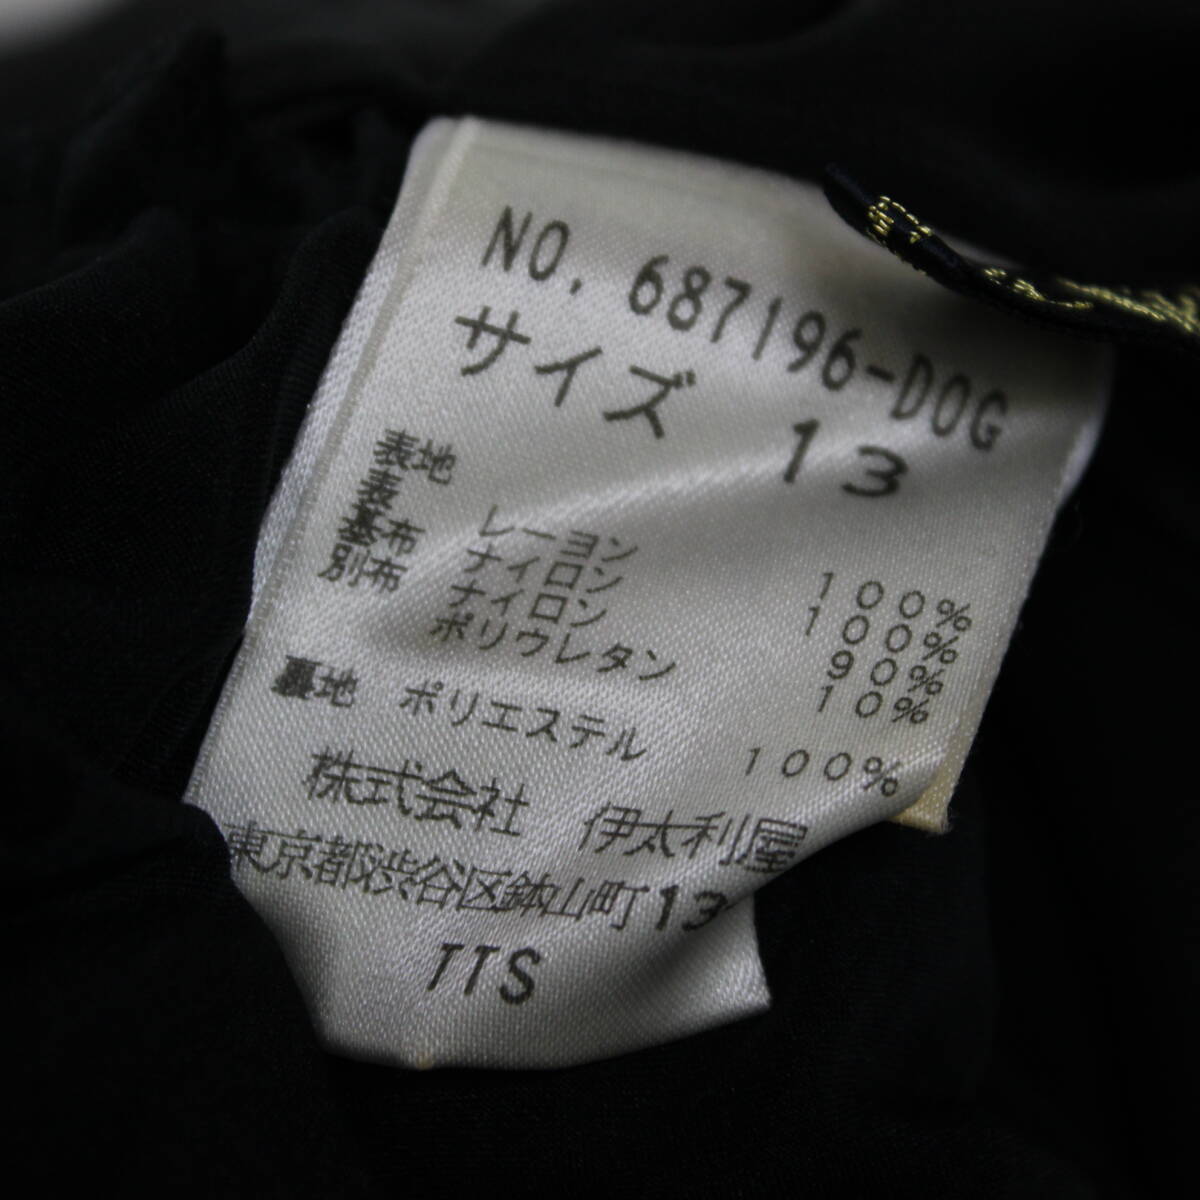 NO. 687196-DOG
サイズ 13
表地
表 レーヨン 100%
基布 ナイロン 100%
別布 ナイロン 90%
ポリウレタン 10%
裏地 ポリエステル 100%
株式会社 伊太利屋
東京都渋谷区鉢山町13
TTS